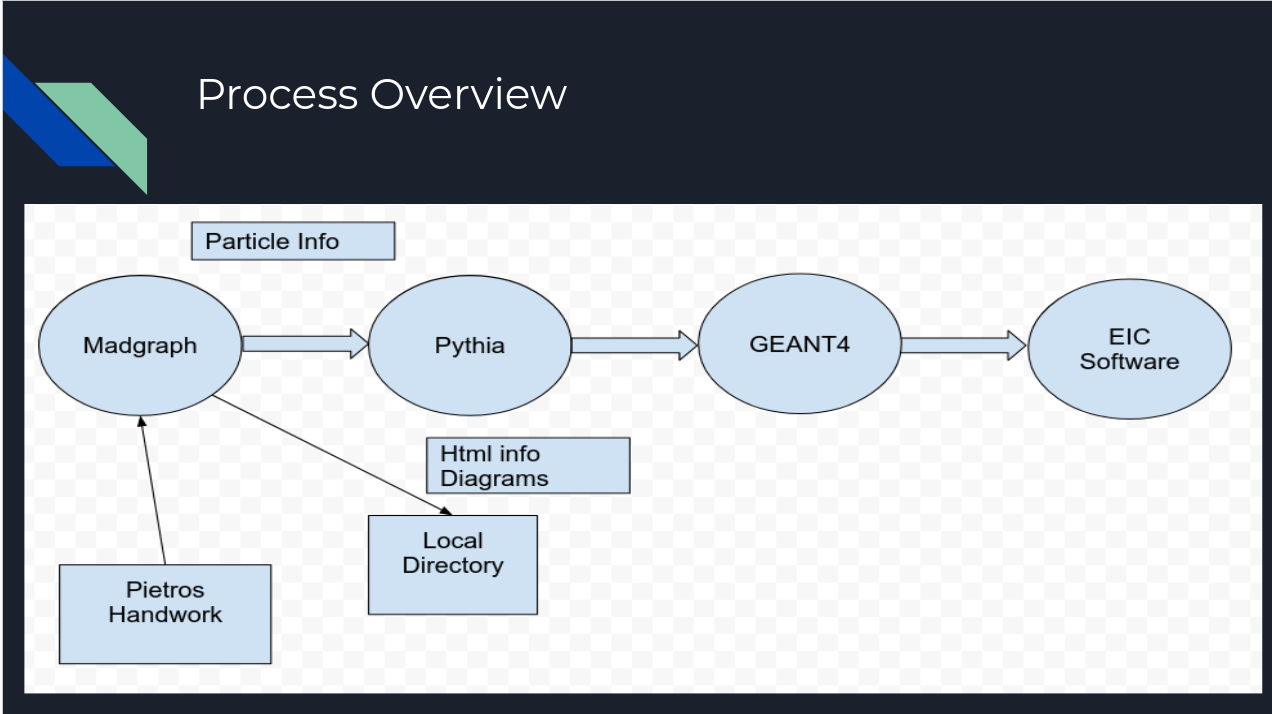 Process Overview
Particle Info
Madgraph
Pythia
GEANT4
EIC
Software
Html info
Diagrams
Local
Directory
Pietros
Handwork